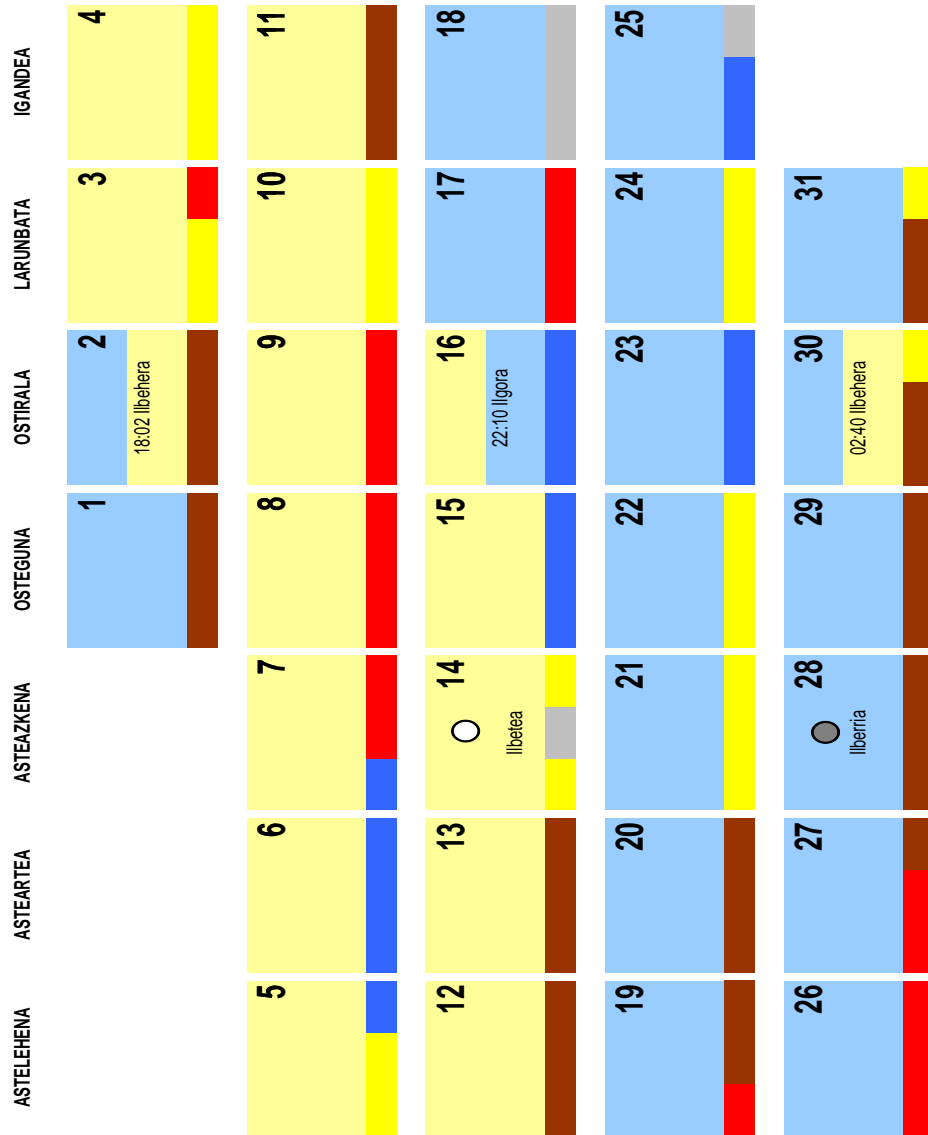 ASTELEHENA ASTEARTEA ASTEAZKENA OSTEGUNA OSTIRALA LARUNBATA IGANDEA
1 2 3 4
18:02 Ilbehera
5 6 7 8 9 10 11
12 13 14 15 16 17 18
Ilbetea 22:10 Ilgora
19 20 21 22 23 24 25
26 27 28 29 30 31
Ilberria 02:40 Ilbehera